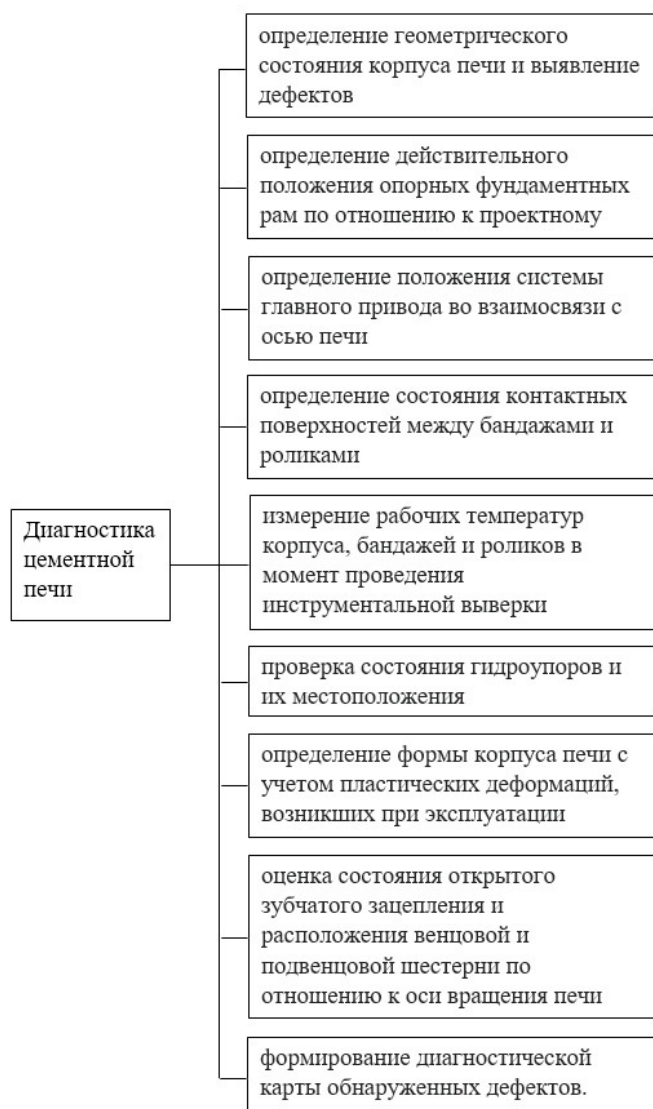 определение геометрического
состояния корпуса печи и выявление
дефектов
определение действительного
положения опорных фундаментных
рам по отношению к проектному
определение положения системы
главного привода во взаимосвязи с
осью печи
определение состояния контактных
поверхностей между бандажами и
роликами
Диагностика
цементной
печи
измерение рабочих температур
корпуса, бандажей и роликов в
момент проведения
инструментальной выверки
проверка состояния гидроупоров и
их местоположения
определение формы корпуса печи с
учетом пластических деформаций,
возникших при эксплуатации
оценка состояния открытого
зубчатого зацепления и
расположения венцовой и
подвенцовой шестерни по
отношению к оси вращения печи
формирование диагностической
карты обнаруженных дефектов.